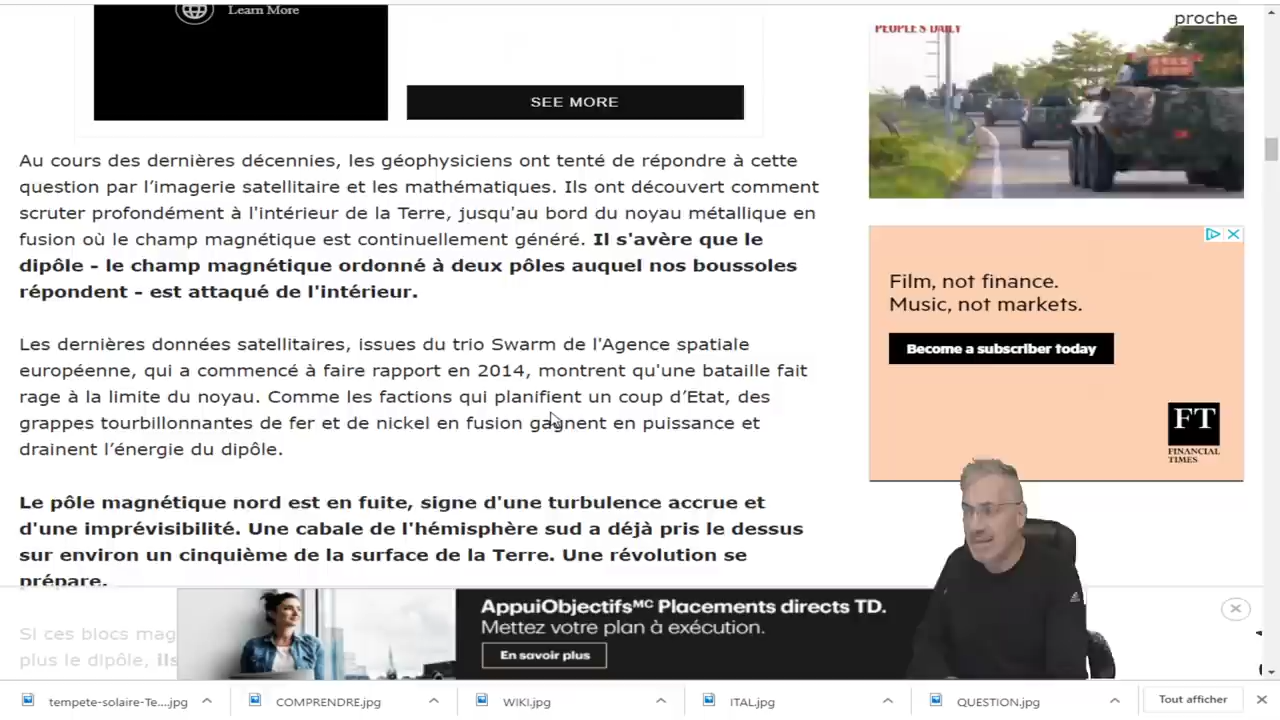 Learn More
SEE MORE
proche
PEOPLE'S DAILY
Au cours des dernières décennies, les géophysiciens ont tenté de répondre à cette
question par l’imagerie satellitaire et les mathématiques. Ils ont découvert comment
scruter profondément à l'intérieur de la Terre, jusqu'au bord du noyau métallique en
fusion où le champ magnétique est continuellement généré. Il s'avère que le
dipôle - le champ magnétique ordonné à deux pôles auquel nos boussoles
répondent - est attaqué de l'intérieur.
Les dernières données satellitaires, issues du trio Swarm de l'Agence spatiale
européenne, qui a commencé à faire rapport en 2014, montrent qu'une bataille fait
rage à la limite du noyau. Comme les factions qui planifient un coup d’Etat, des
grappes tourbillonnantes de fer et de nickel en fusion gagnent en puissance et
drainent l’énergie du dipôle.
Le pôle magnétique nord est en fuite, signe d'une turbulence accrue et
d'une imprévisibilité. Une cabale de l'hémisphère sud a déjà pris le dessus
sur environ un cinquième de la surface de la Terre. Une révolution se
prépare.
Si ces blocs mag
plus le dipôle, ils
Film, not finance.
Music, not markets.
Become a subscriber today
FT
FINANCIAL
TIMES
AppuiObjectifsMC Placements directs TD.
Mettez votre plan à exécution.
En savoir plus
tempete-solaire-Te....jpg
COMPRENDRE.jpg
WIKI.jpg
ITAL.jpg
QUESTION.jpg
Tout afficher